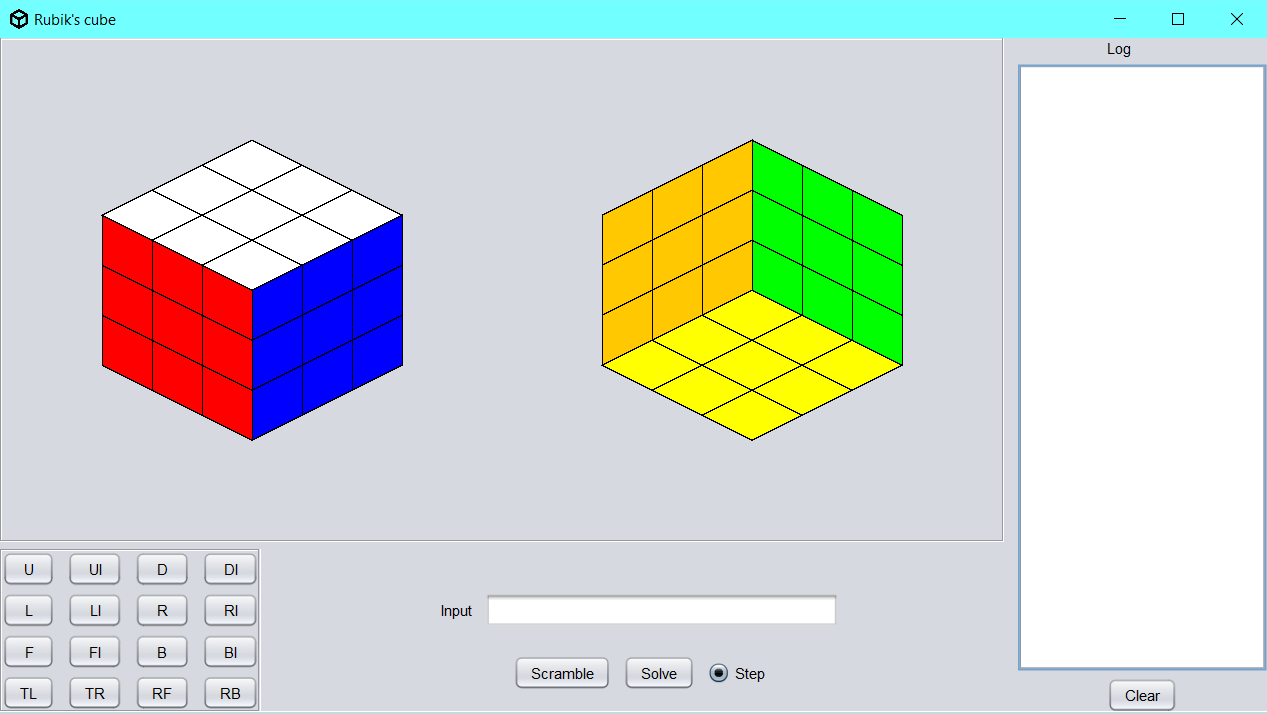 Rubik's cube
Log
U UI D DI
L LI R RI
F FI B BI
TL TR RF RB
Input
Scramble Solve Step
Clear